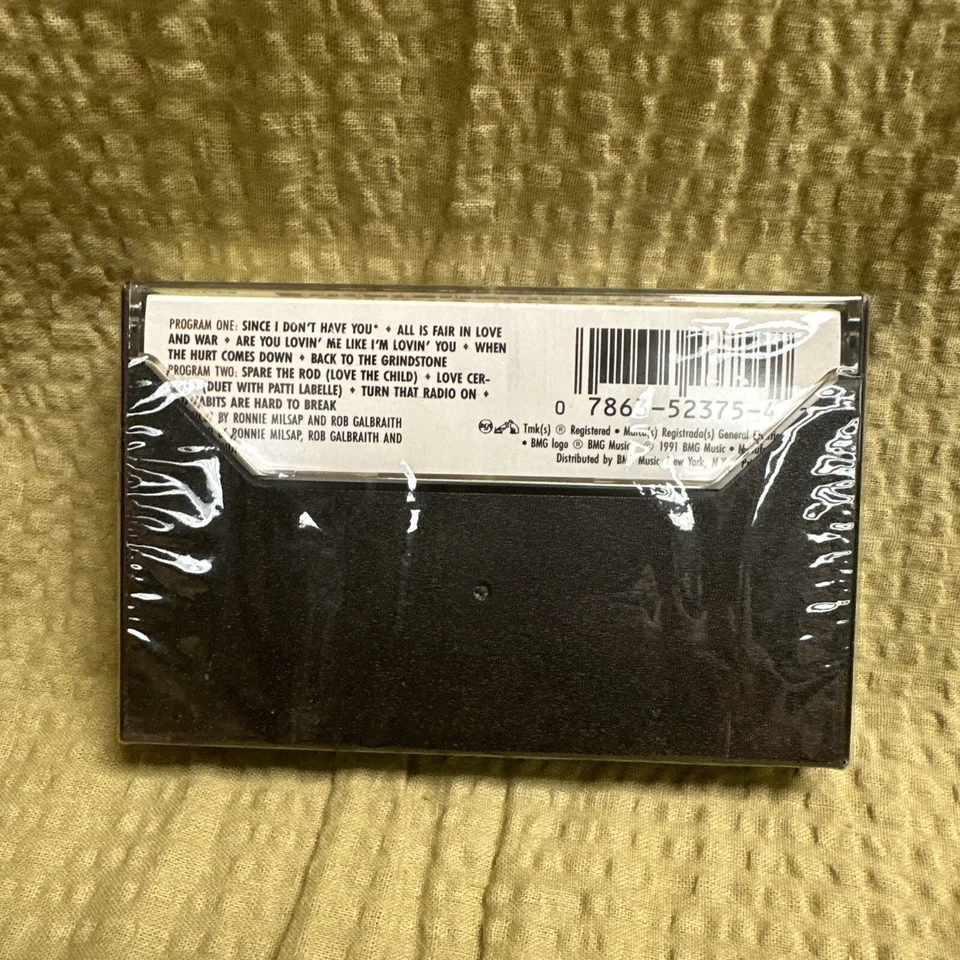 PROGRAM ONE: SINCE I DON'T HAVE YOU* ♦ ALL IS FAIR IN LOVE
AND WAR ♦ ARE YOU LOVIN' ME LIKE I'M LOVIN' YOU ♦ WHEN
THE HURT COMES DOWN ♦ BACK TO THE GRINDSTONE
PROGRAM TWO: SPARE THE ROD (LOVE THE CHILD) ♦ LOVE CER-
DUET WITH PATTI LABELLE) ♦ TURN THAT RADIO ON ♦
HABITS ARE HARD TO BREAK
BY RONNIE MILSAP AND ROB GALBRAITH
RONNIE MILSAP, ROB GALBRAITH AND
0 7863-52375-4
Tmk(s) ® Registered • Marca(s) Registrada(s) General
• BMG logo ® BMG Music • ℗ 1991 BMG Music •
Distributed by BMG Music, New York, N.Y.